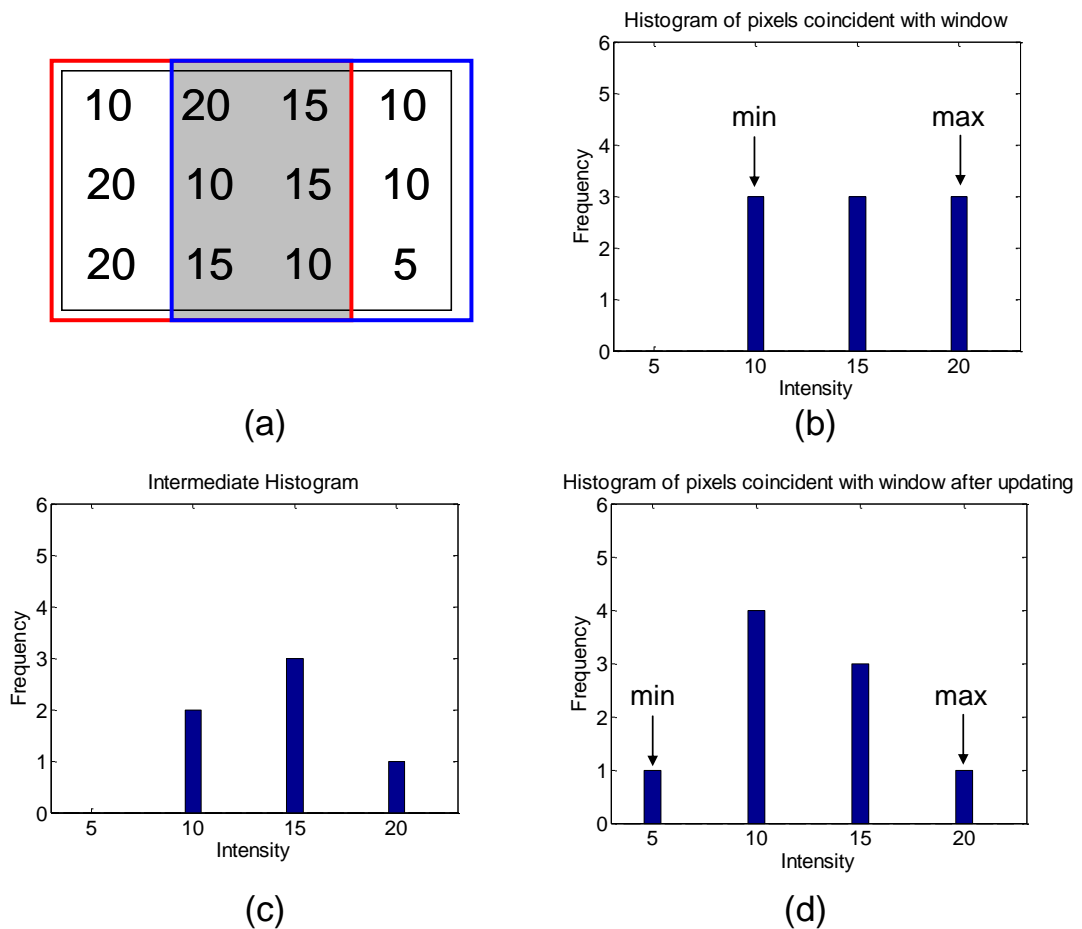 10 20 15 10
20 10 15 10
20 15 10 5
(a)
Histogram of pixels coincident with window
6
5
4
3
2
1
0
Frequency
min
max
5 10 15 20
Intensity
(b)
Intermediate Histogram
6
5
4
3
2
1
0
Frequency
5 10 15 20
Intensity
(c)
Histogram of pixels coincident with window after updating
6
5
4
3
2
1
0
Frequency
min
max
5 10 15 20
Intensity
(d)